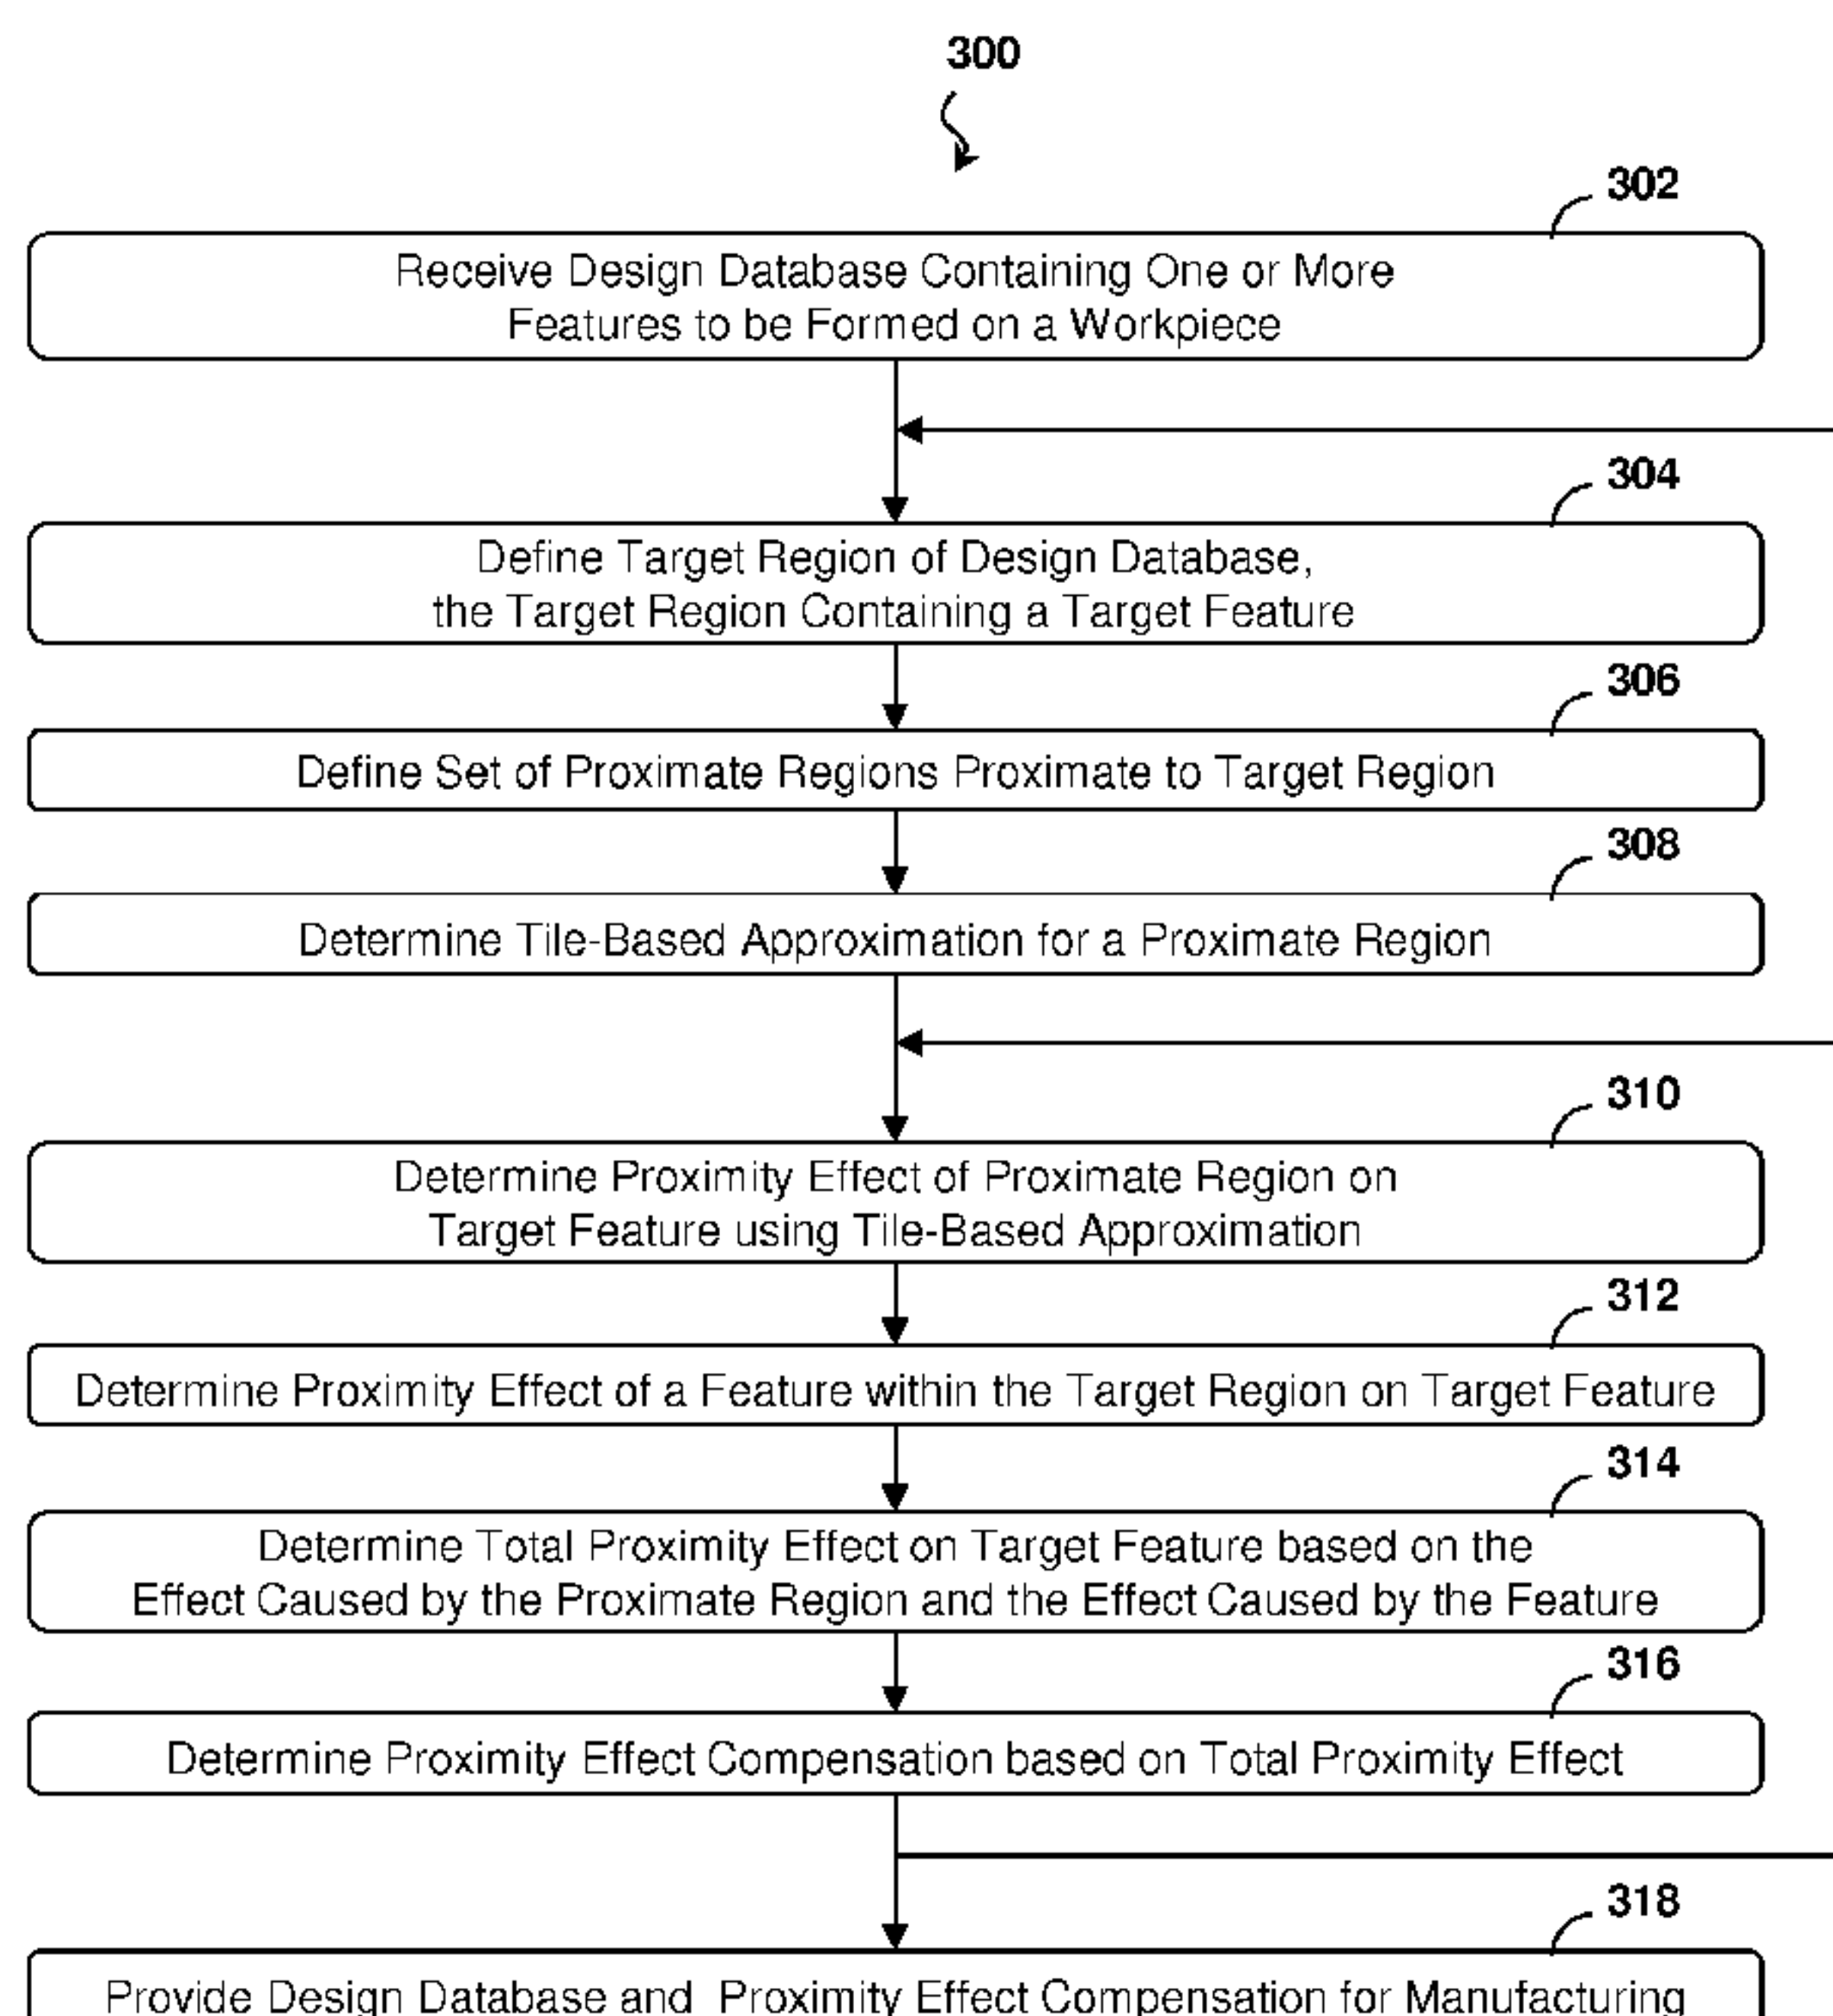 300
302
Receive Design Database Containing One or More
Features to be Formed on a Workpiece
304
Define Target Region of Design Database,
the Target Region Containing a Target Feature
306
Define Set of Proximate Regions Proximate to Target Region
308
Determine Tile-Based Approximation for a Proximate Region
310
Determine Proximity Effect of Proximate Region on
Target Feature using Tile-Based Approximation
312
Determine Proximity Effect of a Feature within the Target Region on Target Feature
314
Determine Total Proximity Effect on Target Feature based on the
Effect Caused by the Proximate Region and the Effect Caused by the Feature
316
Determine Proximity Effect Compensation based on Total Proximity Effect
318
Provide Design Database and Proximity Effect Compensation for Manufacturing